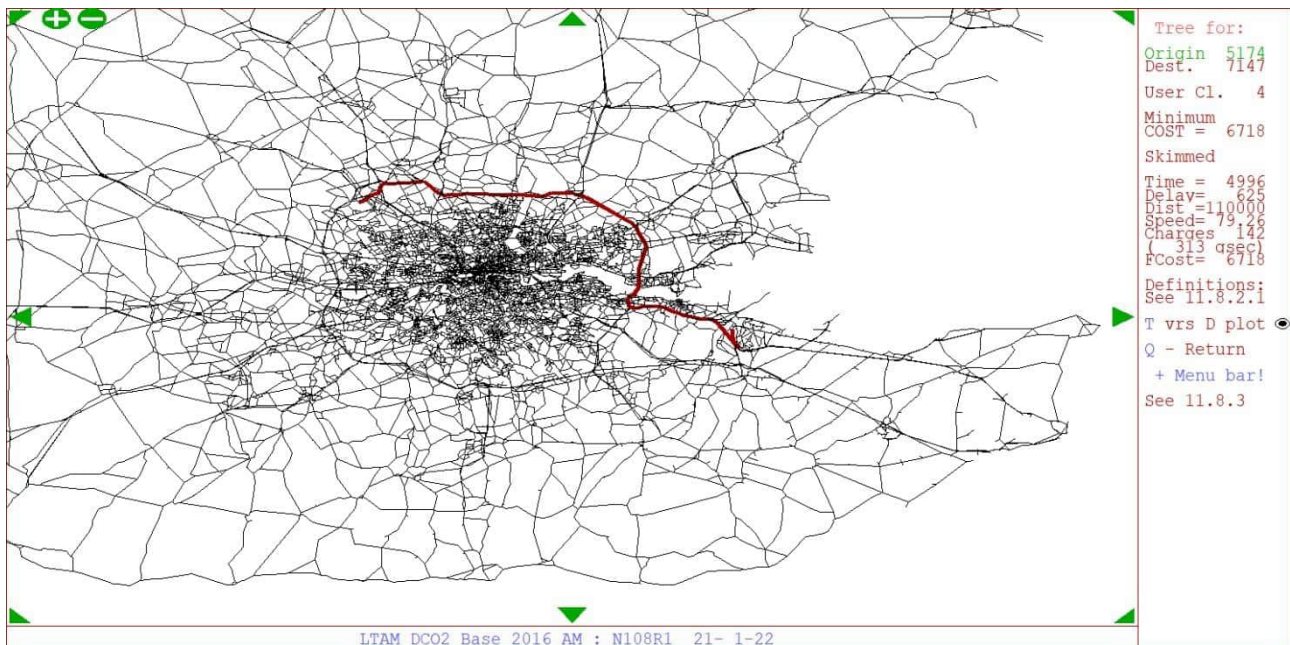 Tree for:
Origin 5174
Dest. 7147
User Cl. 4
Minimum
COST = 6718
Skimmed
Time = 4996
Delay= 625
Dist =110000
Speed= 79.26
Charges 142
( 313 gsec)
FCost= 6718
Definitions:
See 11.8.2.1
T vrs D plot
Q - Return
+ Menu bar!
See 11.8.3
LTAM DCO2 Base 2016 AM : N108R1 21- 1-22